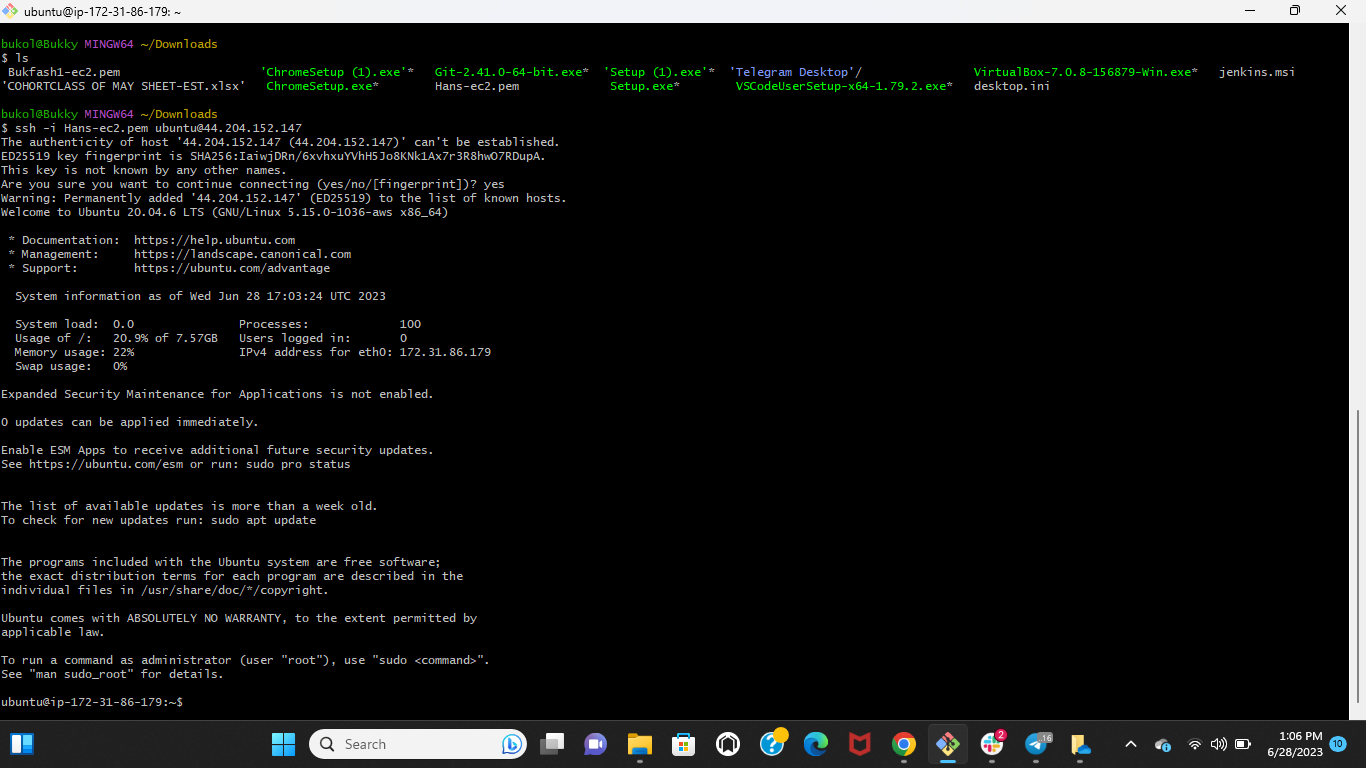 ubuntu@ip-172-31-86-179: ~
bukol@Bukky MINGW64 ~/Downloads
$ ls
Bukfash1-ec2.pem 'ChromeSetup (1).exe'* Git-2.41.0-64-bit.exe* 'Setup (1).exe'* 'Telegram Desktop'/ VirtualBox-7.0.8-156879-Win.exe* jenkins.msi
'COHORTCLASS OF MAY SHEET-EST.xlsx' ChromeSetup.exe* Hans-ec2.pem Setup.exe* VSCodeUserSetup-x64-1.79.2.exe* desktop.ini
bukol@Bukky MINGW64 ~/Downloads
$ ssh -i Hans-ec2.pem ubuntu@44.204.152.147
The authenticity of host '44.204.152.147 (44.204.152.147)' can't be established.
ED25519 key fingerprint is SHA256:IaiwjDRn/6xvhxuYVhH5Jo8KNk1Ax7r3R8hwO7RDupA.
This key is not known by any other names.
Are you sure you want to continue connecting (yes/no/[fingerprint])? yes
Warning: Permanently added '44.204.152.147' (ED25519) to the list of known hosts.
Welcome to Ubuntu 20.04.6 LTS (GNU/Linux 5.15.0-1036-aws x86_64)
* Documentation: https://help.ubuntu.com
* Management: https://landscape.canonical.com
* Support: https://ubuntu.com/advantage
System information as of Wed Jun 28 17:03:24 UTC 2023
System load: 0.0 Processes: 100
Usage of /: 20.9% of 7.57GB Users logged in: 0
Memory usage: 22% IPv4 address for eth0: 172.31.86.179
Swap usage: 0%
Expanded Security Maintenance for Applications is not enabled.
0 updates can be applied immediately.
Enable ESM Apps to receive additional future security updates.
See https://ubuntu.com/esm or run: sudo pro status
The list of available updates is more than a week old.
To check for new updates run: sudo apt update
The programs included with the Ubuntu system are free software;
the exact distribution terms for each program are described in the
individual files in /usr/share/doc/*/copyright.
Ubuntu comes with ABSOLUTELY NO WARRANTY, to the extent permitted by
applicable law.
To run a command as administrator (user "root"), use "sudo <command>".
See "man sudo_root" for details.
ubuntu@ip-172-31-86-179:~$
Search
2
16
1:06 PM
6/28/2023
10